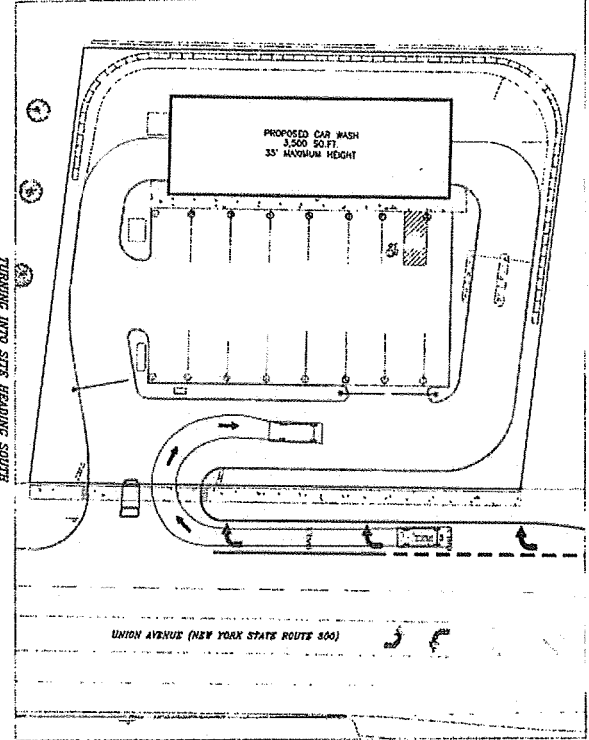 PROPOSED CAR WASH
3,500 SQ.FT.
35' MAXIMUM HEIGHT
TURNING INTO SITE HEADING SOUTH
UNION AVENUE (NEW YORK STATE ROUTE 300)